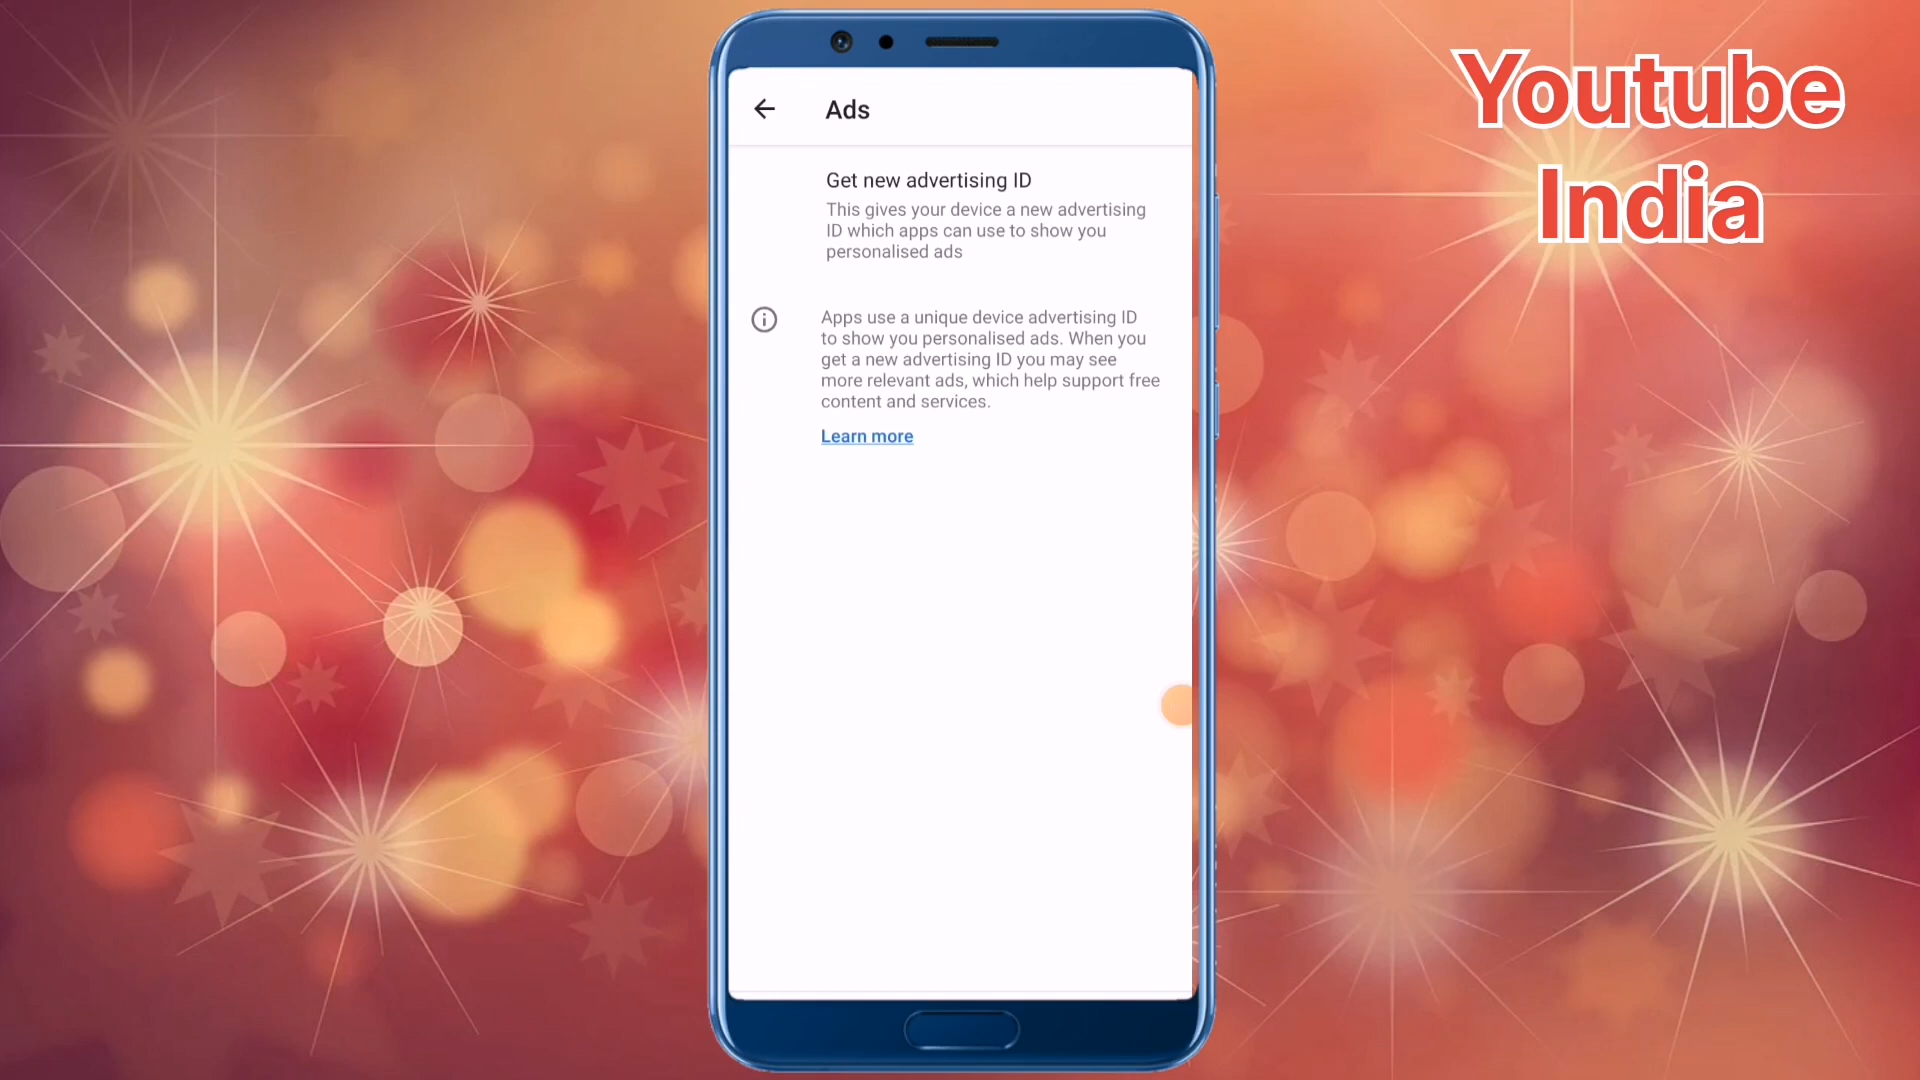 Youtube
India
Ads
Get new advertising ID
This gives your device a new advertising
ID which apps can use to show you
personalised ads
Apps use a unique device advertising ID
to show you personalised ads. When you
get a new advertising ID you may see
more relevant ads, which help support free
content and services.
Learn more